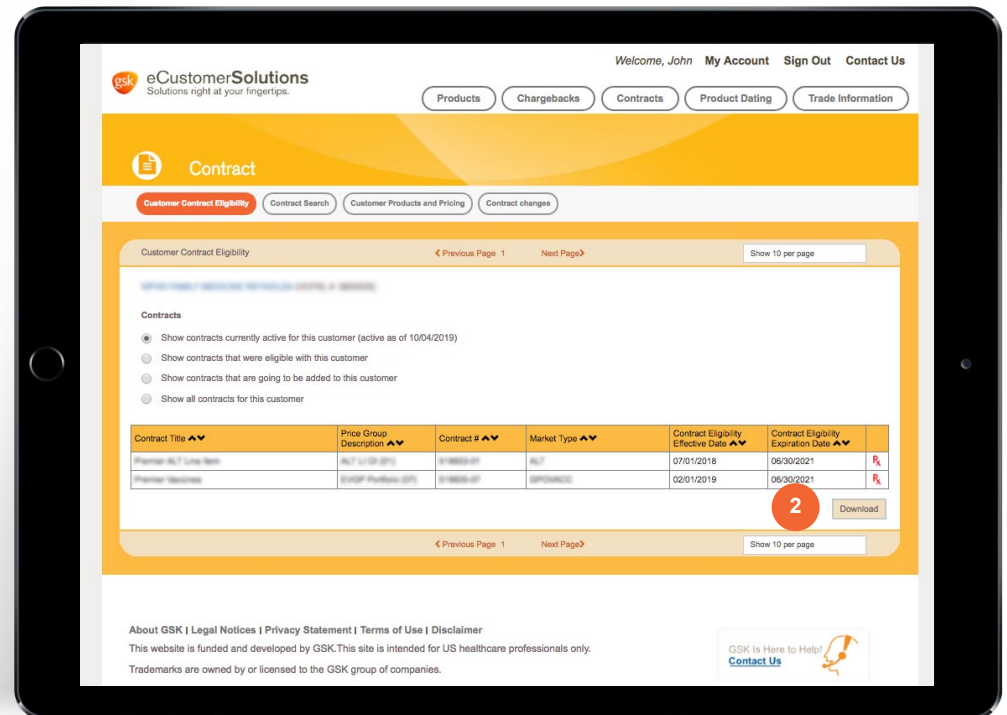 Welcome, John My Account Sign Out Contact Us
gsk eCustomerSolutions
Solutions right at your fingertips.
Products Chargebacks Contracts Product Dating Trade Information
Contract
Customer Contract Eligibility Contract Search Customer Products and Pricing Contract changes
Customer Contract Eligibility Previous Page 1 Next Page Show 10 per page
Contracts
Show contracts currently active for this customer (active as of 10/04/2019)
Show contracts that were eligible with this customer
Show contracts that are going to be added to this customer
Show all contracts for this customer
Contract Title Price Group Description Contract # Market Type Contract Eligibility Effective Date Contract Eligibility Expiration Date
07/01/2018 06/30/2021 Rx
02/01/2019 06/30/2021 Rx
2 Download
Previous Page 1 Next Page Show 10 per page
About GSK | Legal Notices | Privacy Statement | Terms of Use | Disclaimer
This website is funded and developed by GSK.This site is intended for US healthcare professionals only.
Trademarks are owned by or licensed to the GSK group of companies.
GSK Is Here to Help!
Contact Us